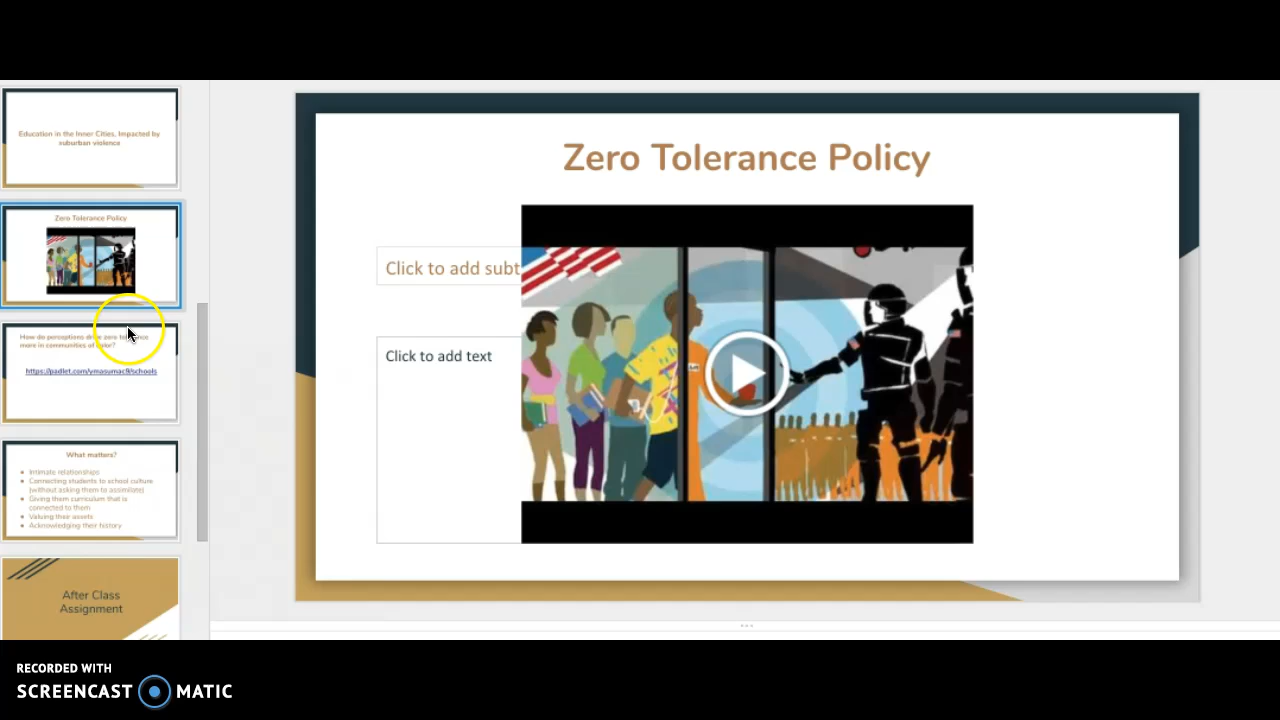 Education in the Inner Cities, Impacted by
suburban violence
Zero Tolerance Policy
How do perceptions drive zero tolerance
more in communities of color?
https://padlet.com/ymasumac9/schools
What matters?
● Intimate relationships
● Connecting students to school culture
(without asking them to assimilate)
● Giving them curriculum that is
connected to them
● Valuing their assets
● Acknowledging their history
After Class
Assignment
Zero Tolerance Policy
Click to add subt
Click to add text
RECORDED WITH
SCREENCAST MATIC